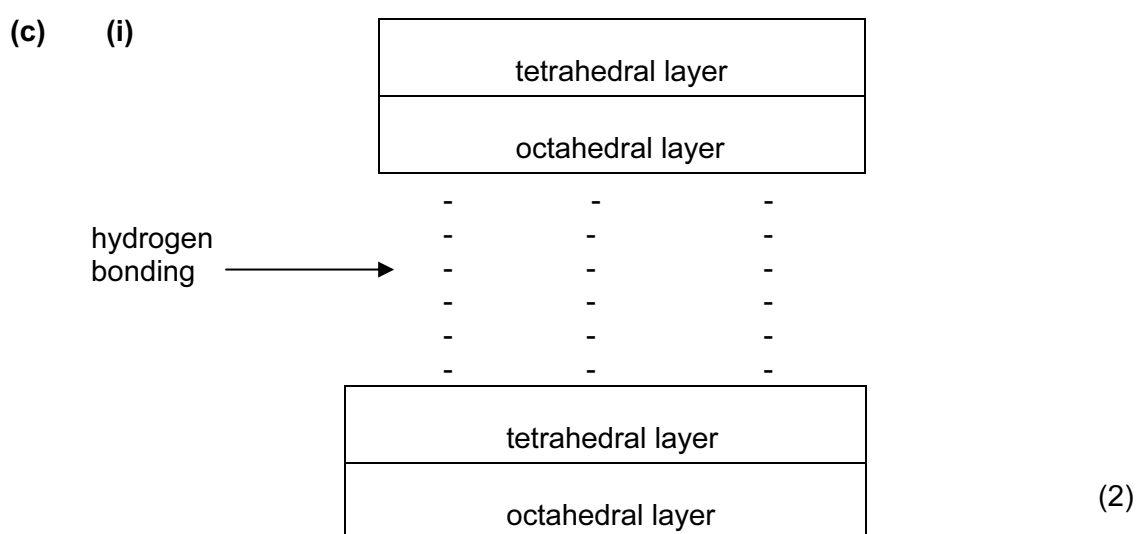 (c) (i)
tetrahedral layer
octahedral layer
- - -
- - -
- - -
- - -
- - -
- - -
hydrogen
bonding
tetrahedral layer
octahedral layer
(2)